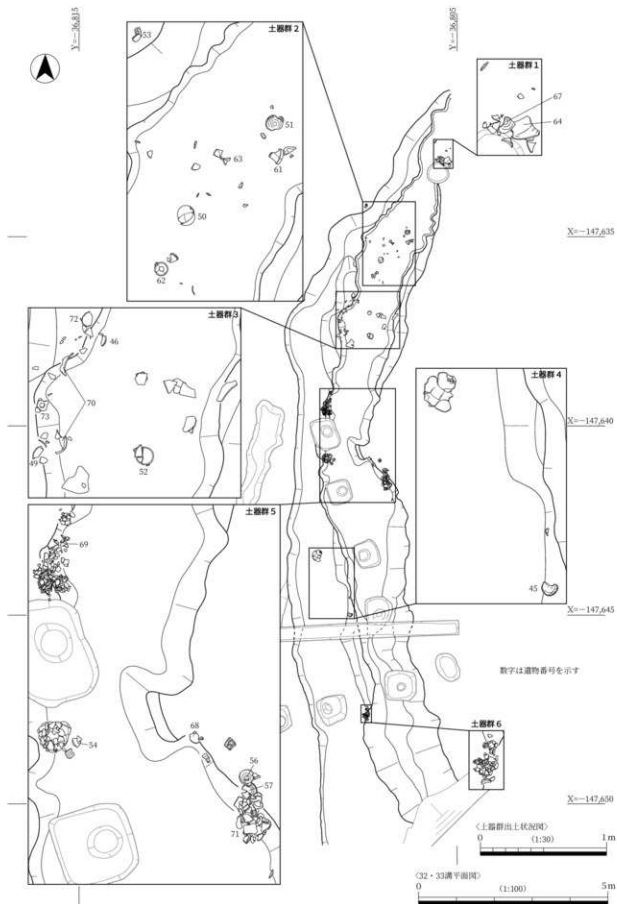 Y=−36,815
Y=−36,805
土器群2
53
51
63
61
50
62
土器群1
67
64
X=−147,635
土器群3
72
46
70
73
49
52
土器群4
45
X=−147,640
土器群5
69
54
68
56
57
71
X=−147,645
数字は遺物番号を示す
土器群6
X=−147,650
〈土器群出土状況図〉
0 (1:30) 1m
〈32・33溝平面図〉
0 (1:100) 5m